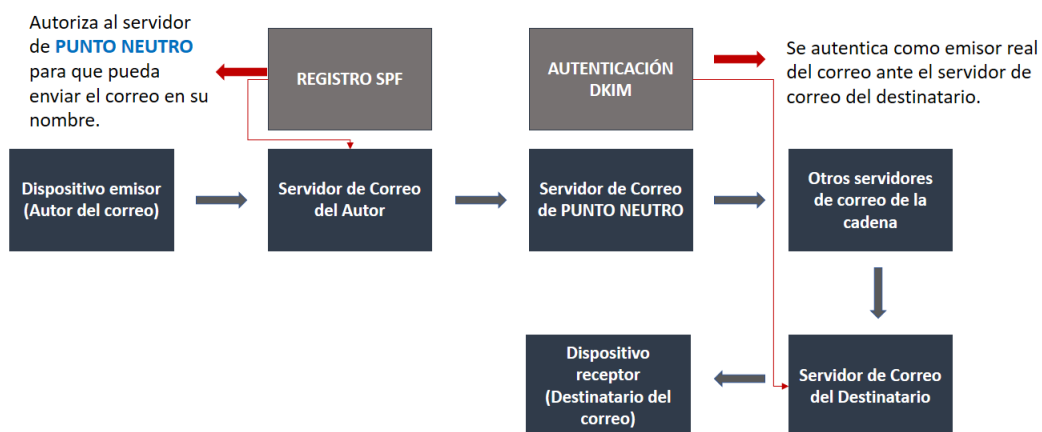 Autoriza al servidor
de PUNTO NEUTRO
para que pueda
enviar el correo en su
nombre.
REGISTRO SPF
AUTENTICACIÓN
DKIM
Se autentica como emisor real
del correo ante el servidor de
correo del destinatario.
Dispositivo emisor
(Autor del correo)
Servidor de Correo
del Autor
Servidor de Correo
de PUNTO NEUTRO
Otros servidores
de correo de la
cadena
Dispositivo
receptor
(Destinatario del
correo)
Servidor de Correo
del Destinatario